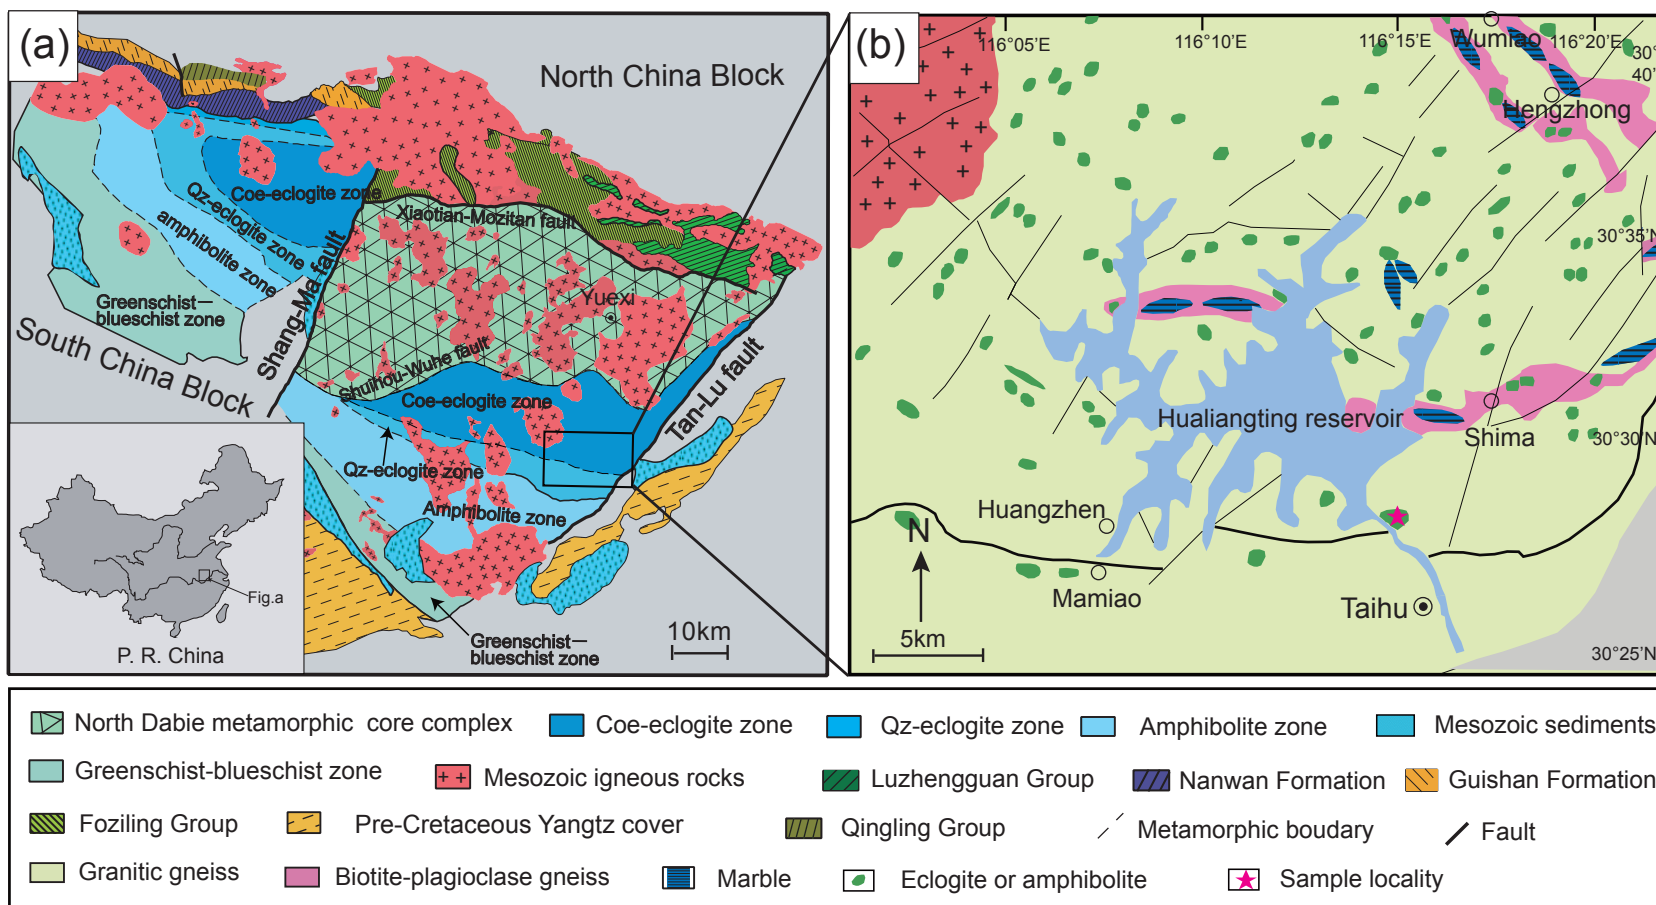 (a)
North China Block
Coe-eclogite zone
Qz-eclogite zone
amphibolite zone
Greenschist—
blueschist zone
South China Block
Shang-Ma fault
Xiaotian-Mozitan fault
Yuexi
Shuihou-Wuhe fault
Coe-eclogite zone
Tan-Lu fault
Qz-eclogite zone
Amphibolite zone
Greenschist—
blueschist zone
10km
Fig.a
P. R. China
(b)
116°05'E
116°10'E
116°15'E
116°20'E
Wumiao
30°
40'
Hengzhong
30°35'N
Hualiangting reservoir
Shima
30°30'N
Huangzhen
N
Mamiao
Taihu
5km
30°25'N
North Dabie metamorphic core complex
Coe-eclogite zone
Qz-eclogite zone
Amphibolite zone
Mesozoic sediments
Greenschist-blueschist zone
Mesozoic igneous rocks
Luzhengguan Group
Nanwan Formation
Guishan Formation
Foziling Group
Pre-Cretaceous Yangtz cover
Qingling Group
Metamorphic boudary
Fault
Granitic gneiss
Biotite-plagioclase gneiss
Marble
Eclogite or amphibolite
Sample locality